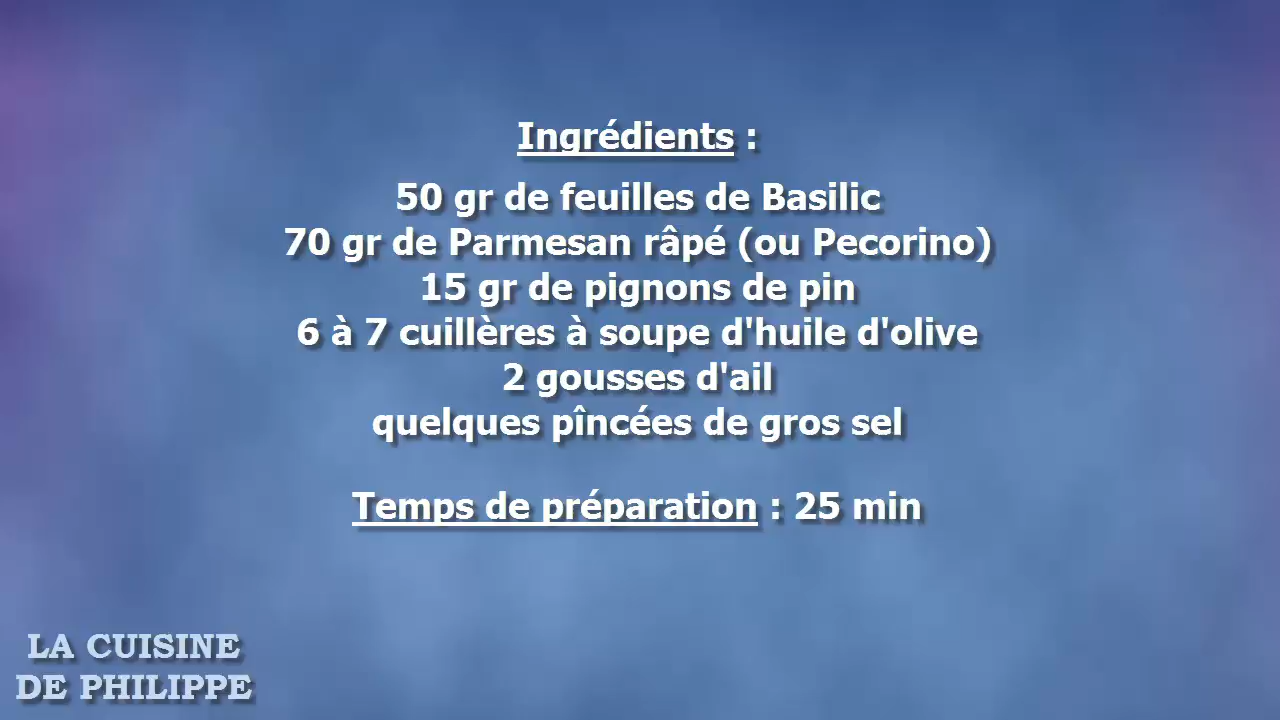 Ingrédients :
50 gr de feuilles de Basilic
70 gr de Parmesan râpé (ou Pecorino)
15 gr de pignons de pin
6 à 7 cuillères à soupe d'huile d'olive
2 gousses d'ail
quelques pîncées de gros sel
Temps de préparation : 25 min
LA CUISINE
DE PHILIPPE